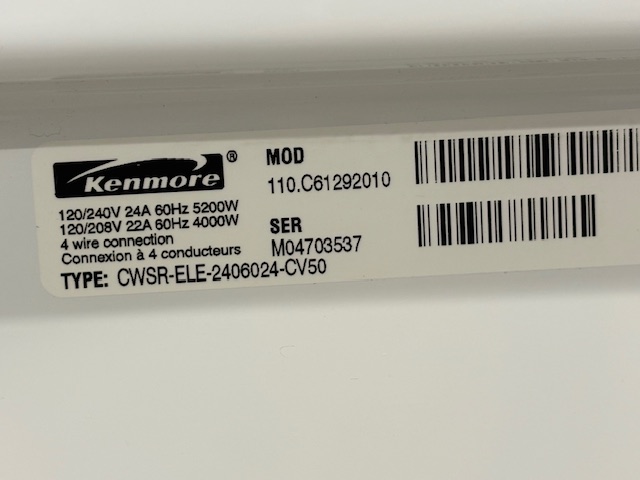 Kenmore®
120/240V 24A 60Hz 5200W
120/208V 22A 60Hz 4000W
4 wire connection
Connexion à 4 conducteurs
TYPE: CWSR-ELE-2406024-CV50
MOD
110.C61292010
SER
M04703537